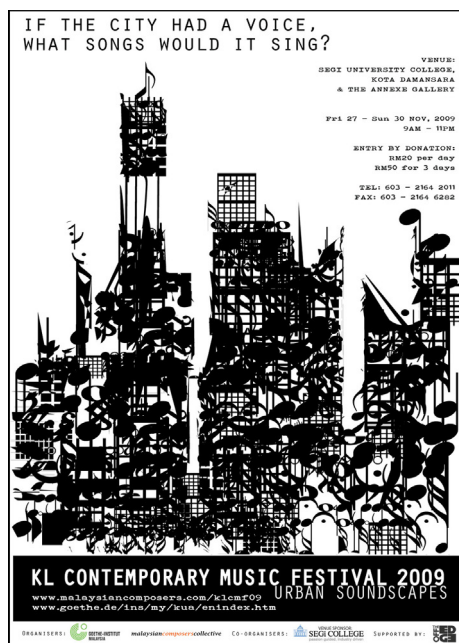 IF THE CITY HAD A VOICE,
WHAT SONGS WOULD IT SING?
VENUE:
SEGI UNIVERSITY COLLEGE,
KOTA DAMANSARA
& THE ANNEXE GALLERY
Fri 27 - Sun 30 NOV, 2009
9AM - 11PM
ENTRY BY DONATION:
RM20 per day
RM50 for 3 days
TEL: 603 - 2164 2011
FAX: 603 - 2164 6282
KL CONTEMPORARY MUSIC FESTIVAL 2009
URBAN SOUNDSCAPES
www.malaysiancomposers.com/klcmf09
www.goethe.de/ins/my/kua/enindex.htm
ORGANISERS: GOETHE-INSTITUT MALAYSIA malaysiancomposerscollective CO-ORGANISERS: VENUE SPONSOR: SEGI COLLEGE SUPPORTED BY: